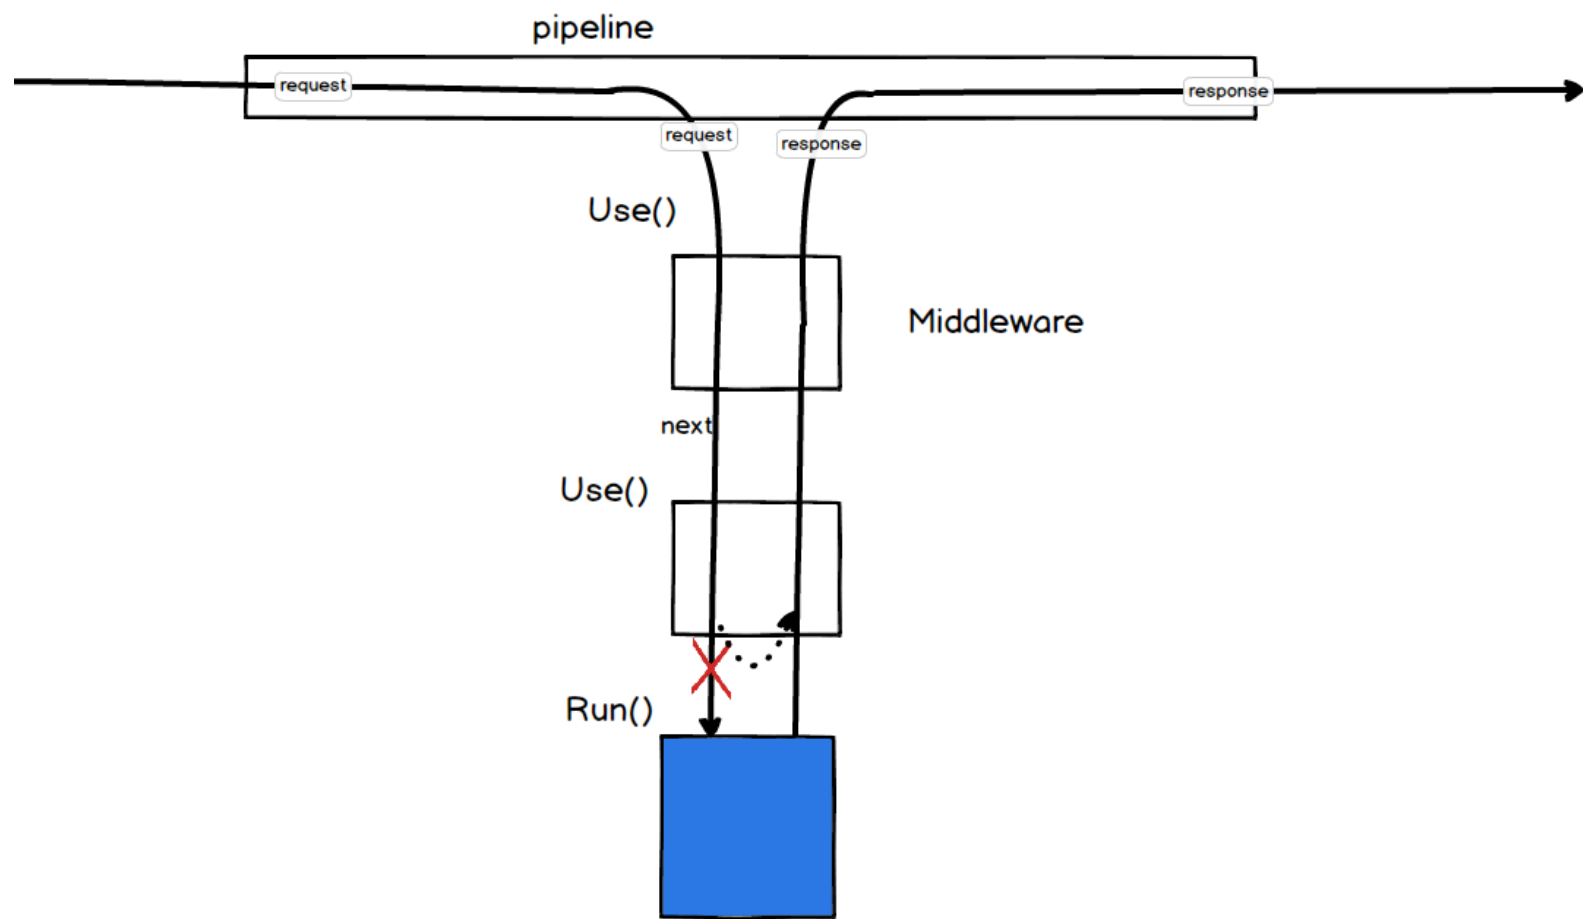 pipeline
request
response
request
response
Use()
Middleware
next
Use()
Run()